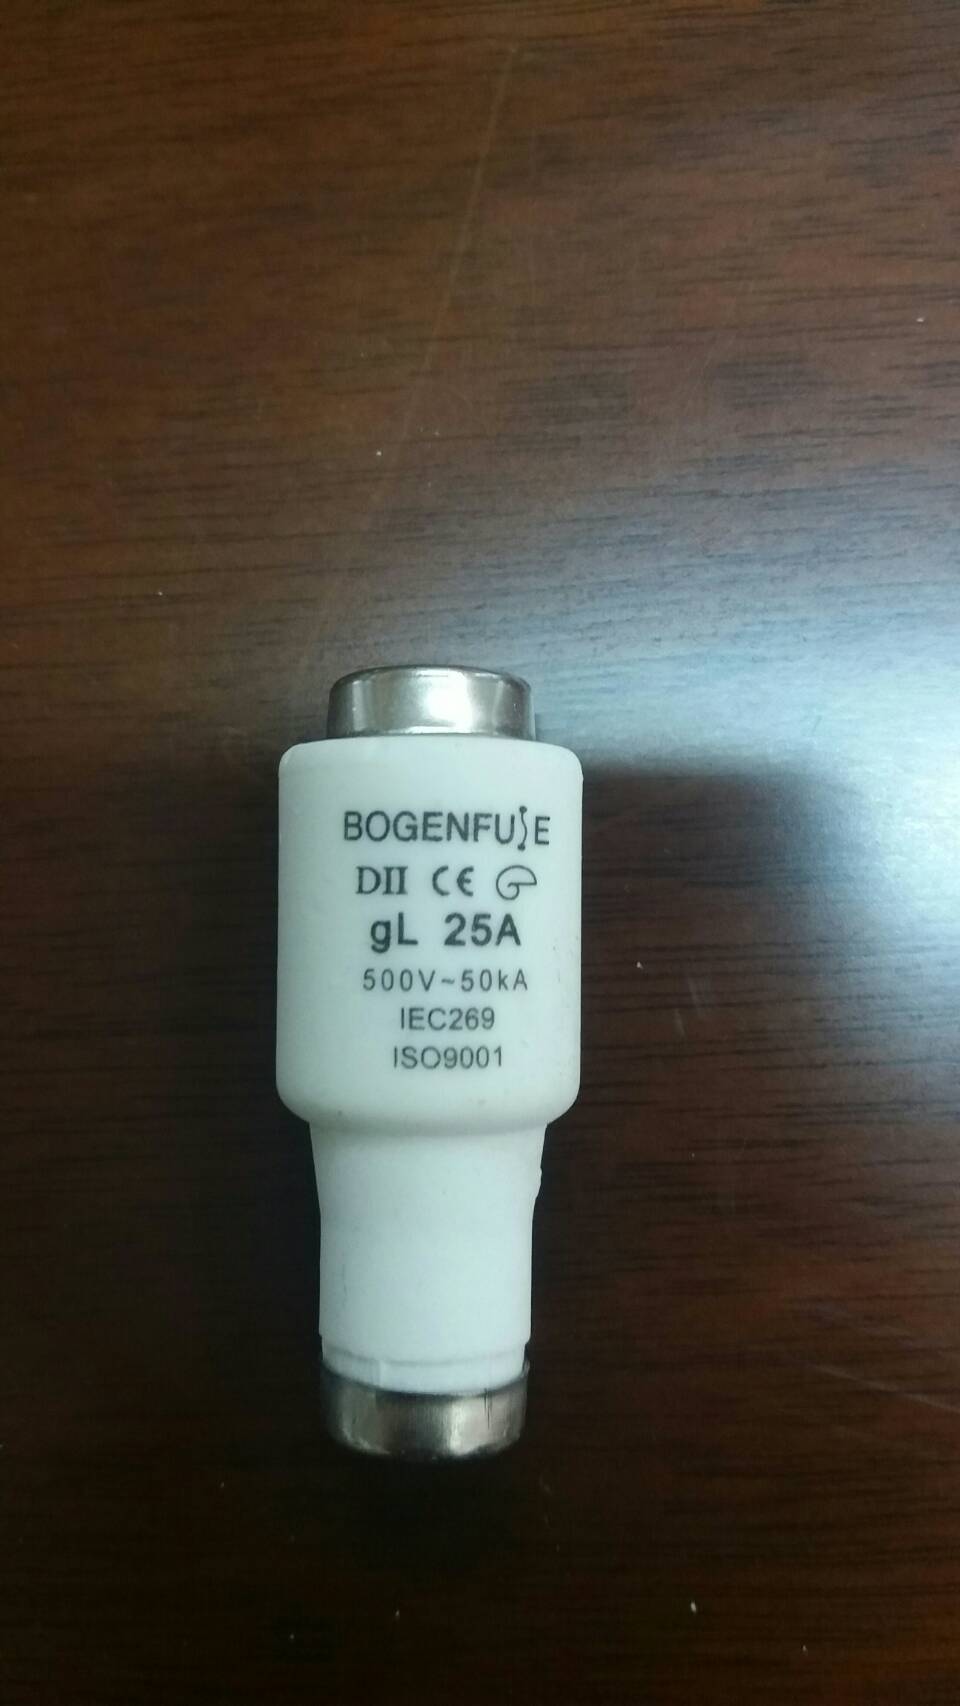 BOGENFUSE
DII CE
gL 25A
500V~50kA
IEC269
ISO9001